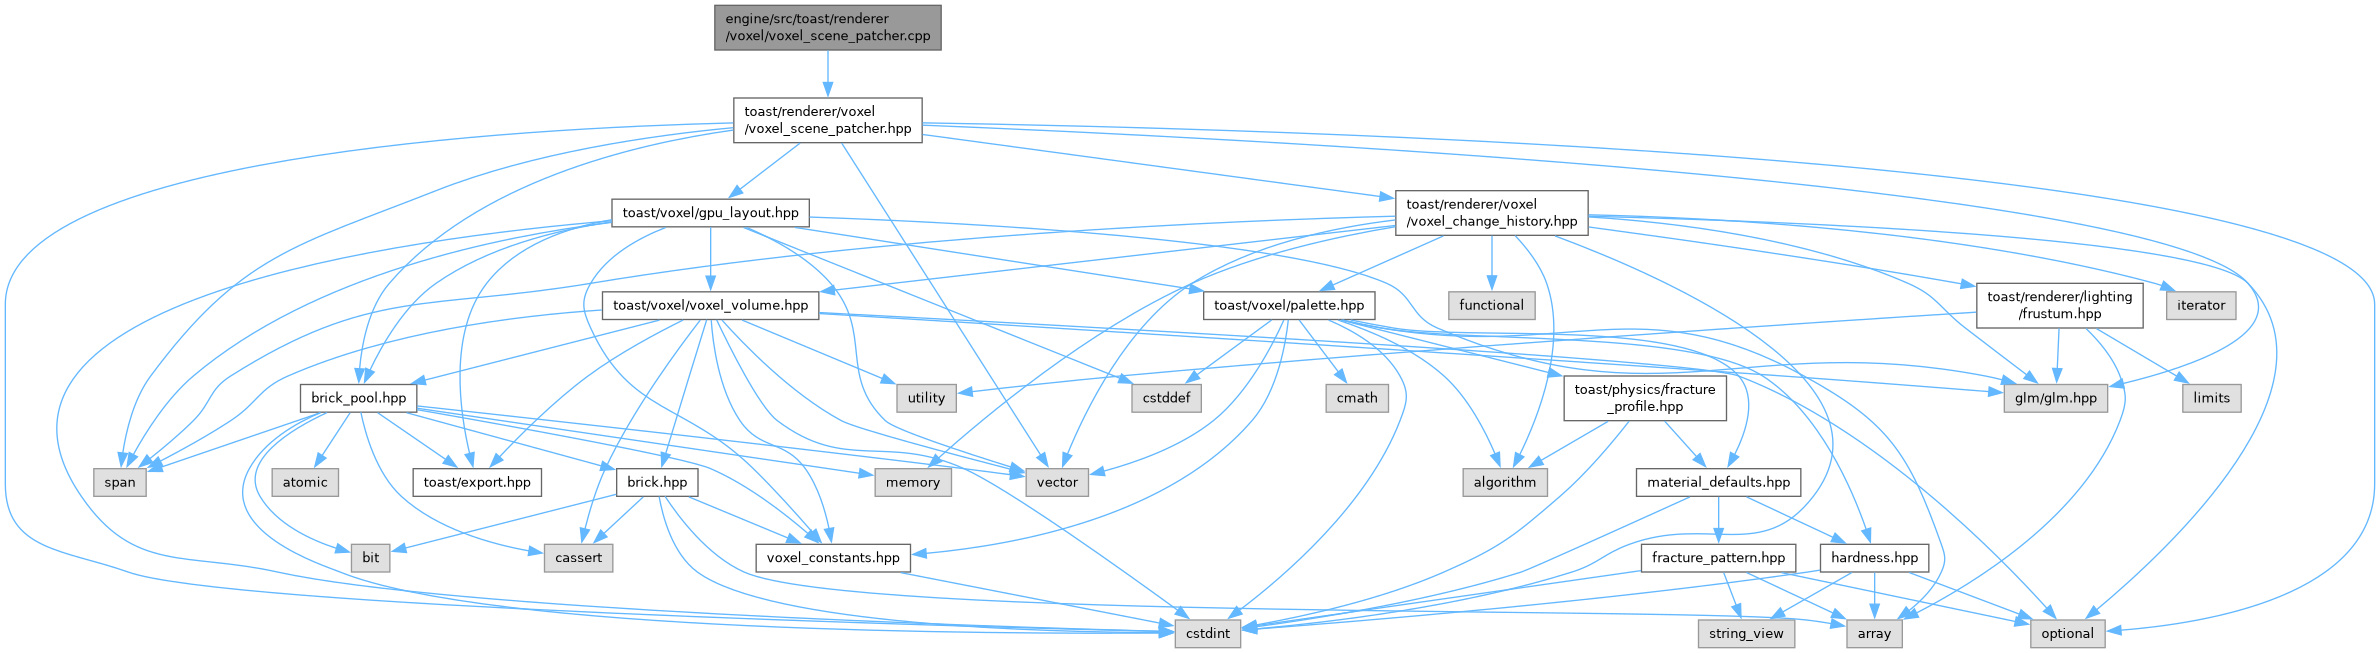 engine/src/toast/renderer
/voxel/voxel_scene_patcher.cpp
toast/renderer/voxel
/voxel_scene_patcher.hpp
toast/voxel/gpu_layout.hpp
toast/renderer/voxel
/voxel_change_history.hpp
toast/voxel/voxel_volume.hpp
toast/voxel/palette.hpp
functional
toast/renderer/lighting
/frustum.hpp
iterator
brick_pool.hpp
utility
cstddef
cmath
toast/physics/fracture
_profile.hpp
glm/glm.hpp
limits
span
atomic
toast/export.hpp
brick.hpp
memory
vector
algorithm
material_defaults.hpp
bit
cassert
voxel_constants.hpp
fracture_pattern.hpp
hardness.hpp
cstdint
string_view
array
optional